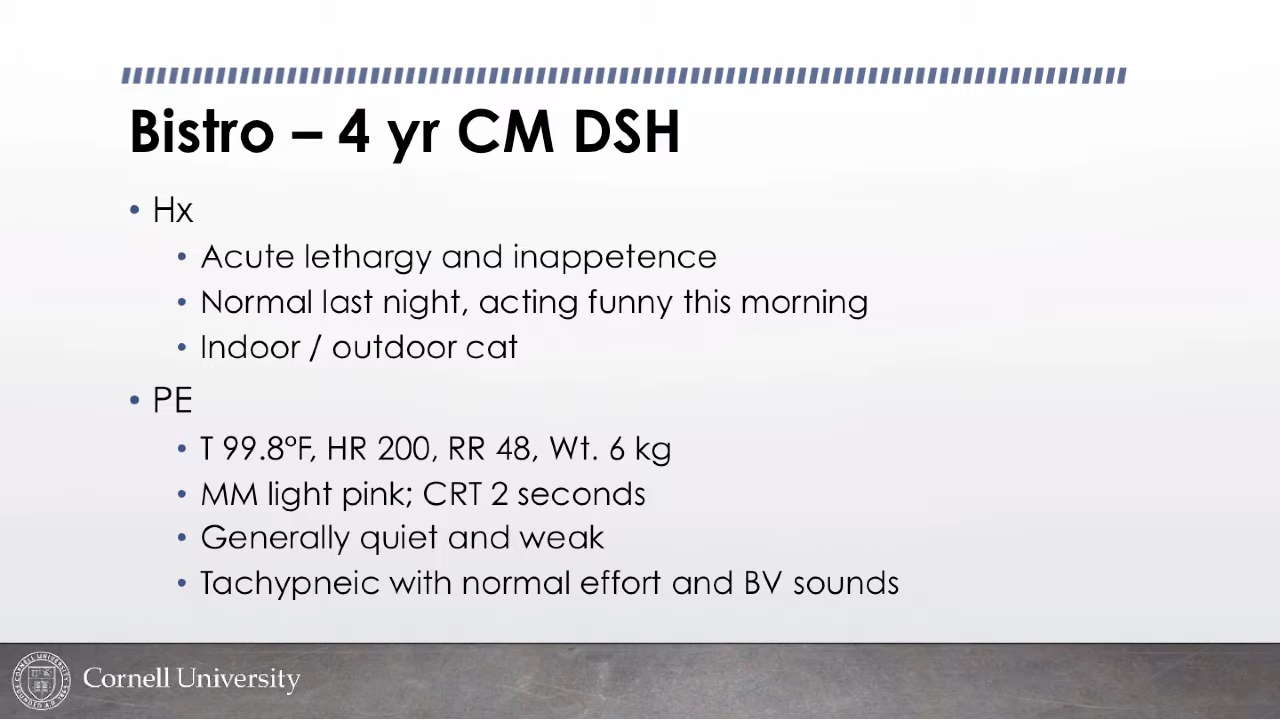 Bistro – 4 yr CM DSH
• Hx
• Acute lethargy and inappetence
• Normal last night, acting funny this morning
• Indoor / outdoor cat
• PE
• T 99.8°F, HR 200, RR 48, Wt. 6 kg
• MM light pink; CRT 2 seconds
• Generally quiet and weak
• Tachypneic with normal effort and BV sounds
Cornell University